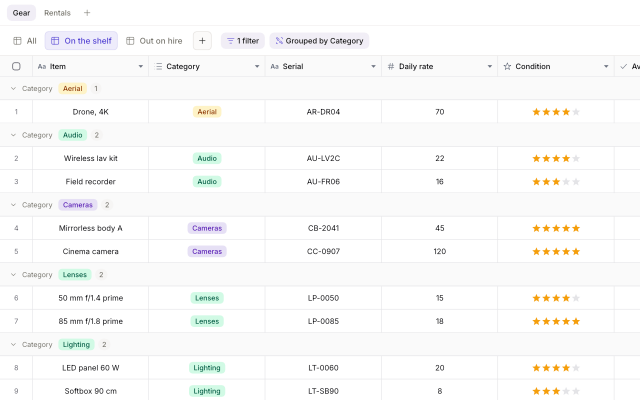 Gear Rentals
All On the shelf Out on hire 1 filter Grouped by Category
Aa Item Category Aa Serial # Daily rate Condition Av
Category Aerial 1
1 Drone, 4K Aerial AR-DR04 70
Category Audio 2
2 Wireless lav kit Audio AU-LV2C 22
3 Field recorder Audio AU-FR06 16
Category Cameras 2
4 Mirrorless body A Cameras CB-2041 45
5 Cinema camera Cameras CC-0907 120
Category Lenses 2
6 50 mm f/1.4 prime Lenses LP-0050 15
7 85 mm f/1.8 prime Lenses LP-0085 18
Category Lighting 2
8 LED panel 60 W Lighting LT-0060 20
9 Softbox 90 cm Lighting LT-SB90 8